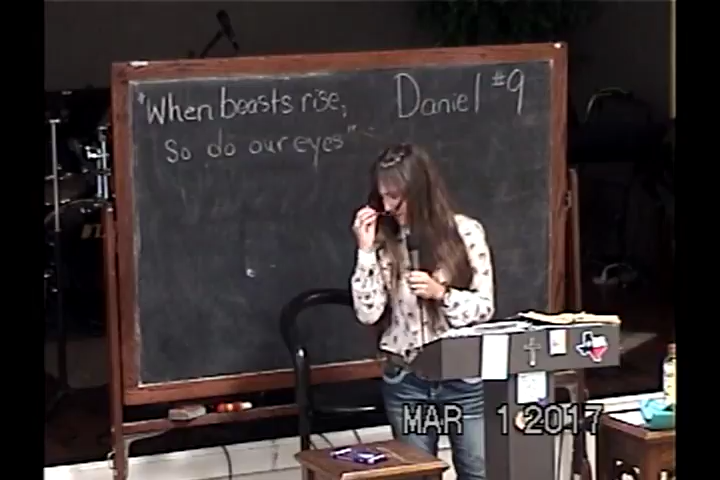 "When beasts rise,
So do our eyes"
Daniel #9
MAR 1 2017